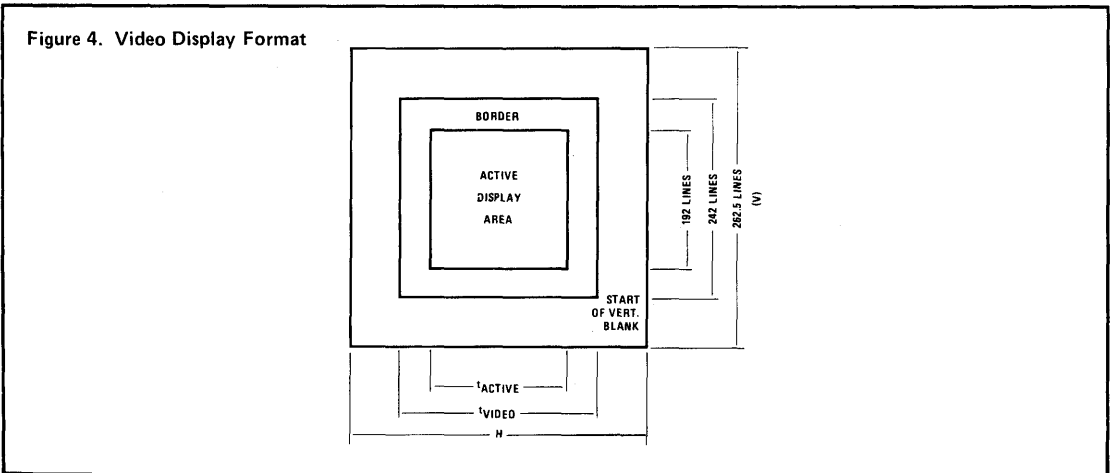 Figure 4. Video Display Format
BORDER
ACTIVE
DISPLAY
AREA
192 LINES
242 LINES
262.5 LINES
(V)
START
OF VERT.
BLANK
tACTIVE
tVIDEO
H